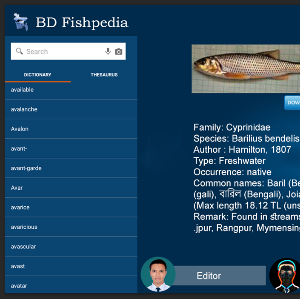 BD Fishpedia
Search
DICTIONARY THESAURUS
available
avalanche
Avalon
avant-
avant-garde
Avar
avarice
avaricious
avascular
avast
avatar
Family: Cyprinidae
Species: Barilius bendelis
Author : Hamilton, 1807
Type: Freshwater
Occurrence: native
Common names: Baril (Be
(gali), বারিল (Bengali), Joia
(Max length 18.12 TL (uns
Remark: Found in streams
.jpur, Rangpur, Mymensing
Editor